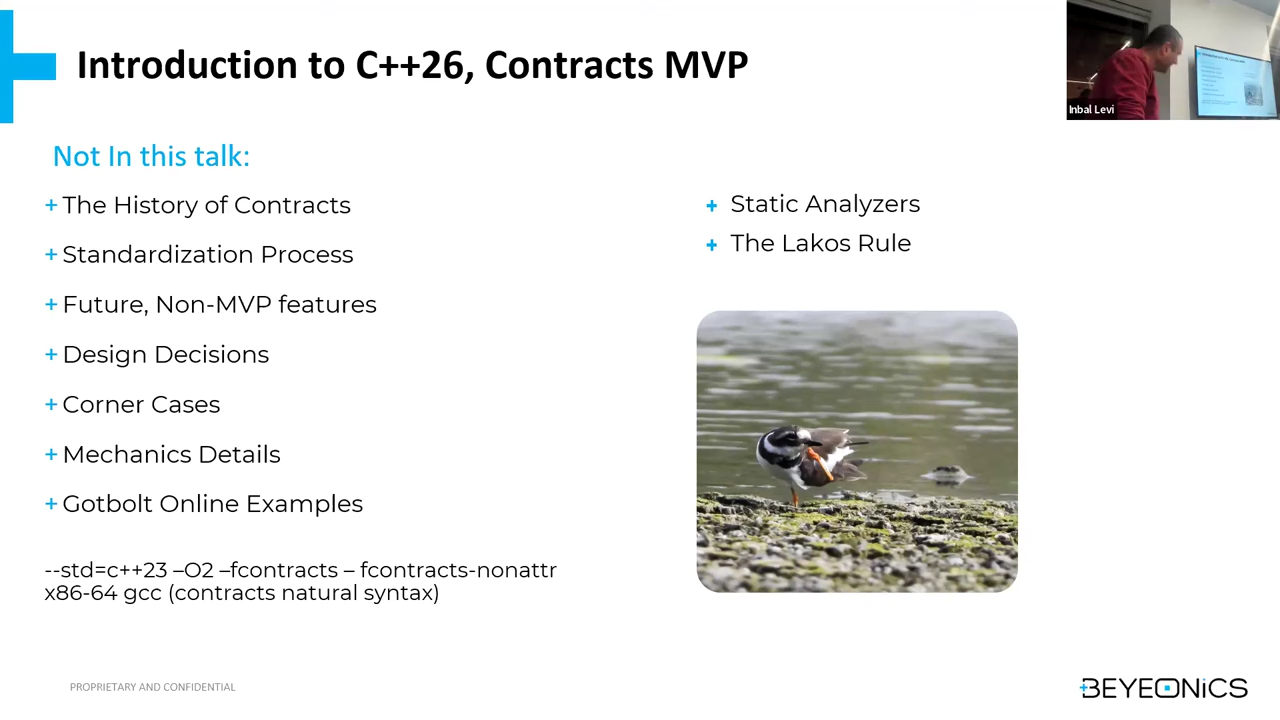 Introduction to C++26, Contracts MVP
Inbal Levi
Not In this talk:
+ The History of Contracts
+ Standardization Process
+ Future, Non-MVP features
+ Design Decisions
+ Corner Cases
+ Mechanics Details
+ Gotbolt Online Examples
--std=c++23 –O2 –fcontracts – fcontracts-nonattr
x86-64 gcc (contracts natural syntax)
+ Static Analyzers
+ The Lakos Rule
PROPRIETARY AND CONFIDENTIAL
BEYEONiCS